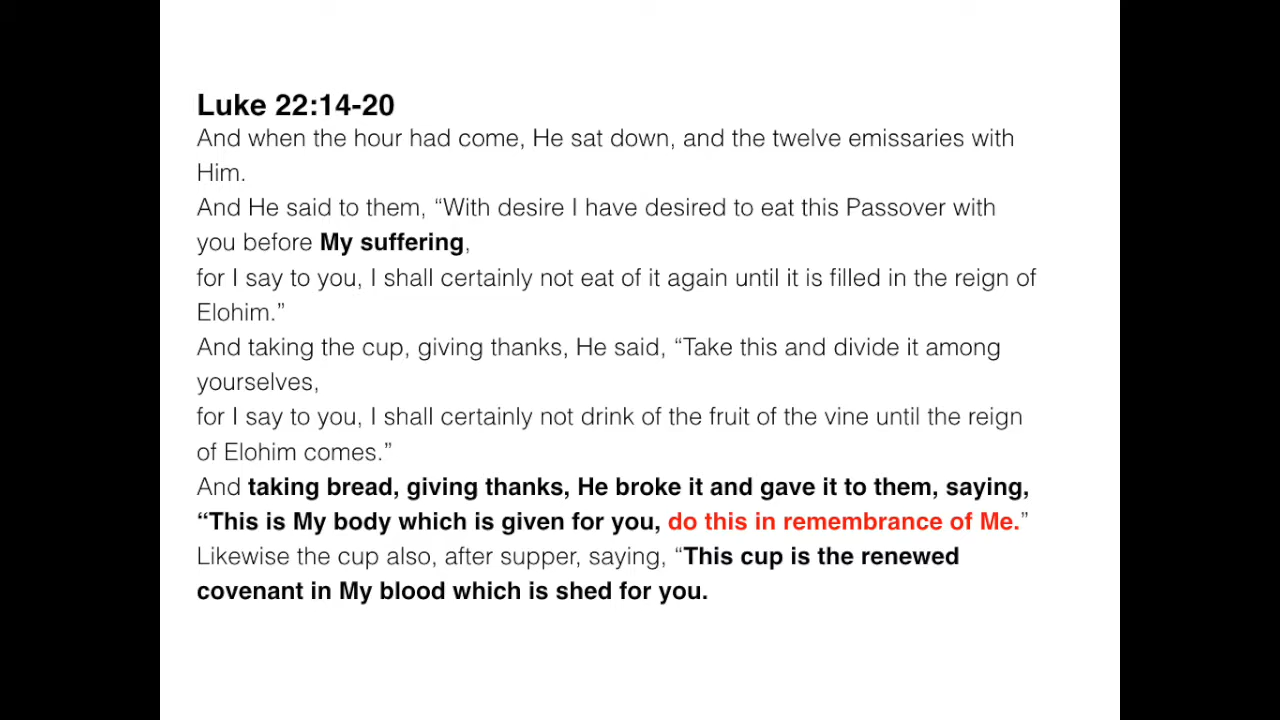 Luke 22:14-20
And when the hour had come, He sat down, and the twelve emissaries with
Him.
And He said to them, “With desire I have desired to eat this Passover with
you before My suffering,
for I say to you, I shall certainly not eat of it again until it is filled in the reign of
Elohim.”
And taking the cup, giving thanks, He said, “Take this and divide it among
yourselves,
for I say to you, I shall certainly not drink of the fruit of the vine until the reign
of Elohim comes.”
And taking bread, giving thanks, He broke it and gave it to them, saying,
“This is My body which is given for you, do this in remembrance of Me.”
Likewise the cup also, after supper, saying, “This cup is the renewed
covenant in My blood which is shed for you.